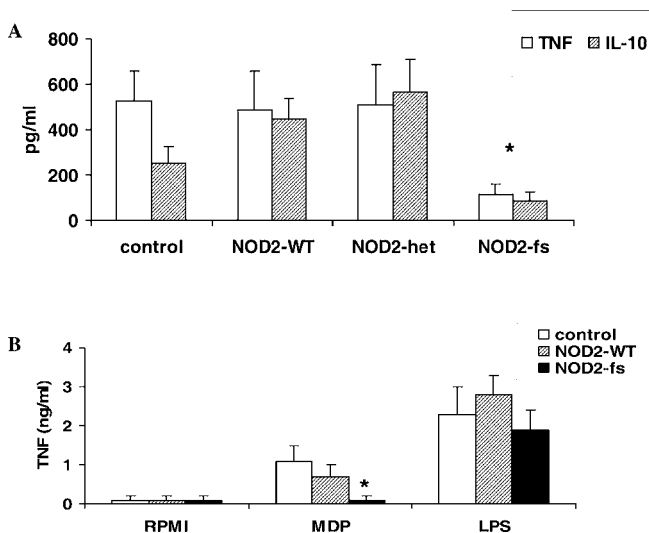 A
TNF IL-10
800
600
400
200
0
pg/ml
*
control NOD2-WT NOD2-het NOD2-fs
B
control
NOD2-WT
NOD2-fs
4
3
2
1
0
TNF (ng/ml)
*
RPMI MDP LPS